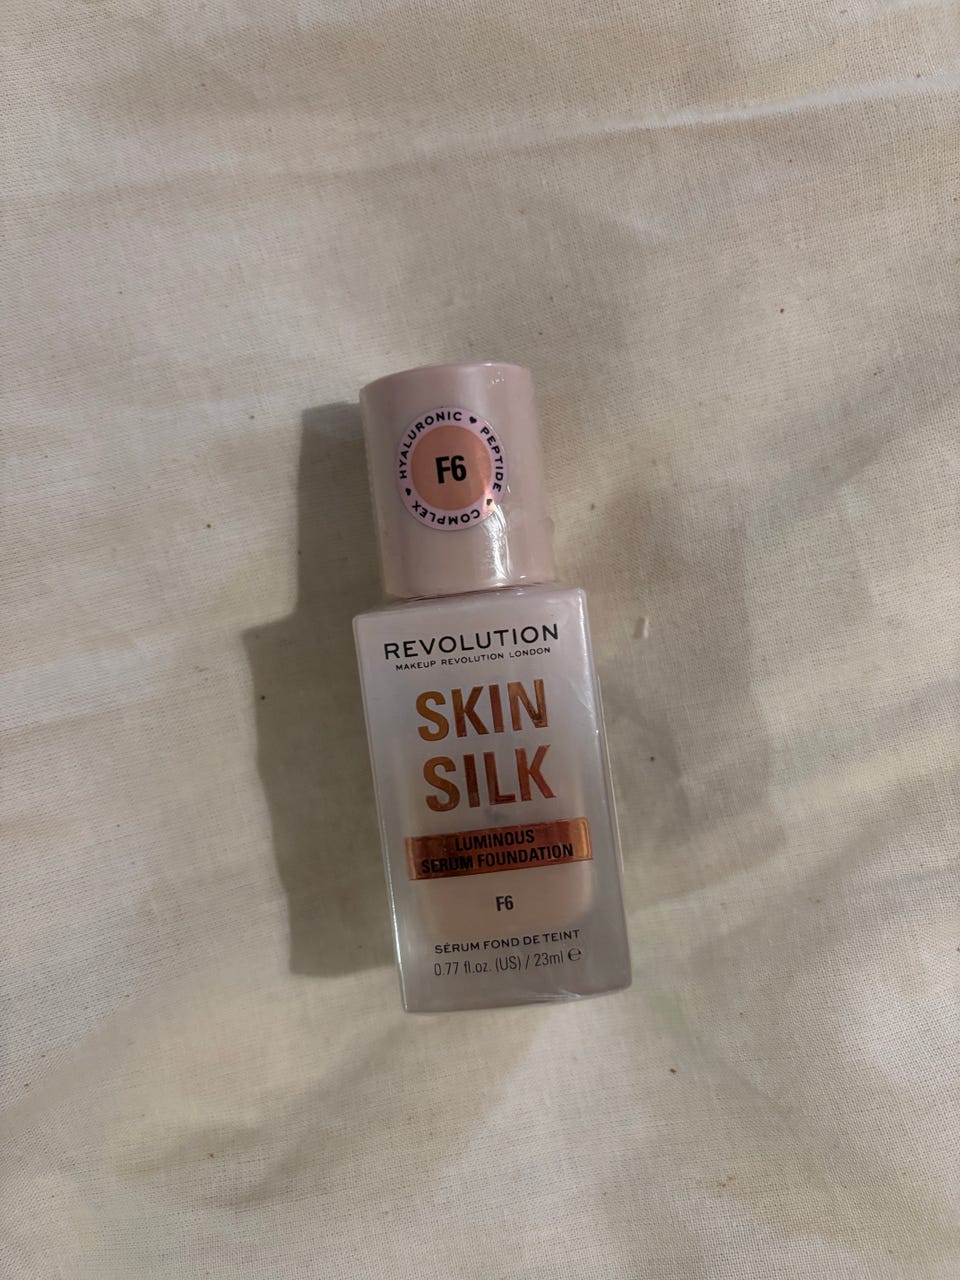 HYALURONIC ♥ PEPTIDE ♥ COMPLEX ♥
F6
REVOLUTION
MAKEUP REVOLUTION LONDON
SKIN
SILK
LUMINOUS
SERUM FOUNDATION
F6
SÉRUM FOND DE TEINT
0.77 fl.oz. (US) / 23ml ℮